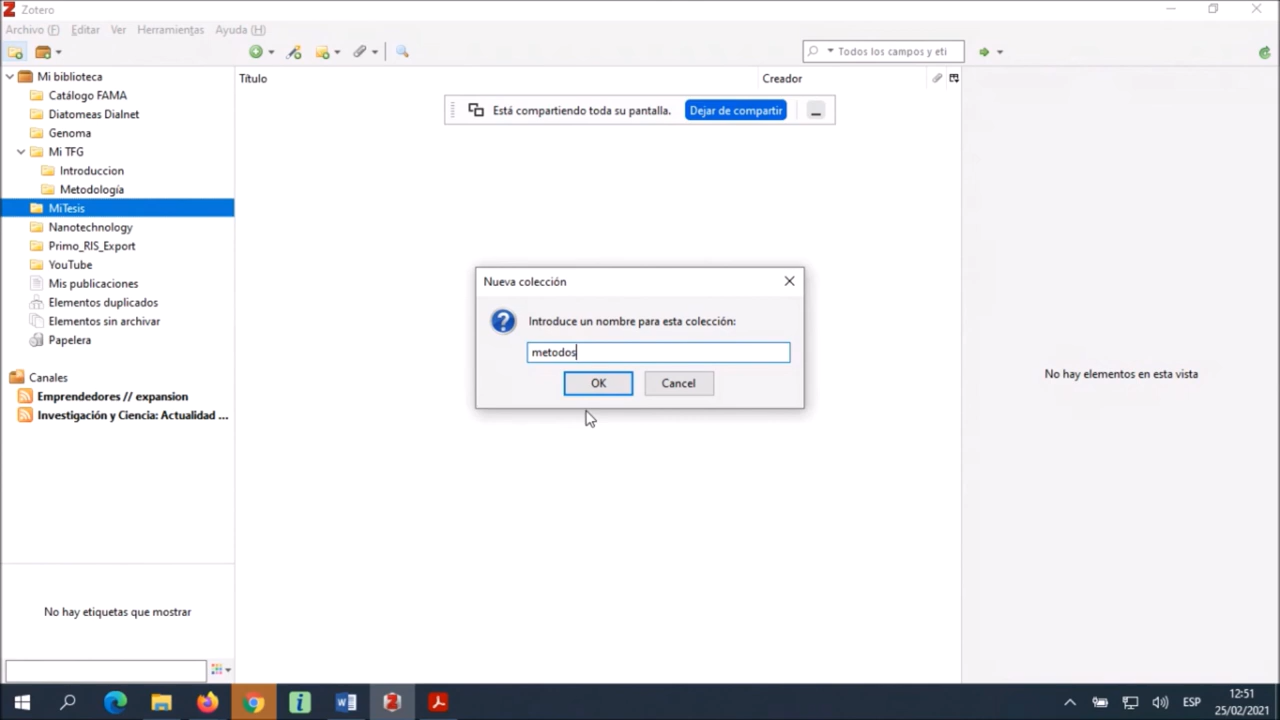 Zotero
Archivo (F) Editar Ver Herramientas Ayuda (H)
Todos los campos y eti
Mi biblioteca
Catálogo FAMA
Diatomeas Dialnet
Genoma
Mi TFG
Introduccion
Metodología
MiTesis
Nanotechnology
Primo_RIS_Export
YouTube
Mis publicaciones
Elementos duplicados
Elementos sin archivar
Papelera
Canales
Emprendedores // expansion
Investigación y Ciencia: Actualidad ...
No hay etiquetas que mostrar
Título Creador
Está compartiendo toda su pantalla. Dejar de compartir
Nueva colección
Introduce un nombre para esta colección:
metodos
OK Cancel
No hay elementos en esta vista
ESP
12:51
25/02/2021